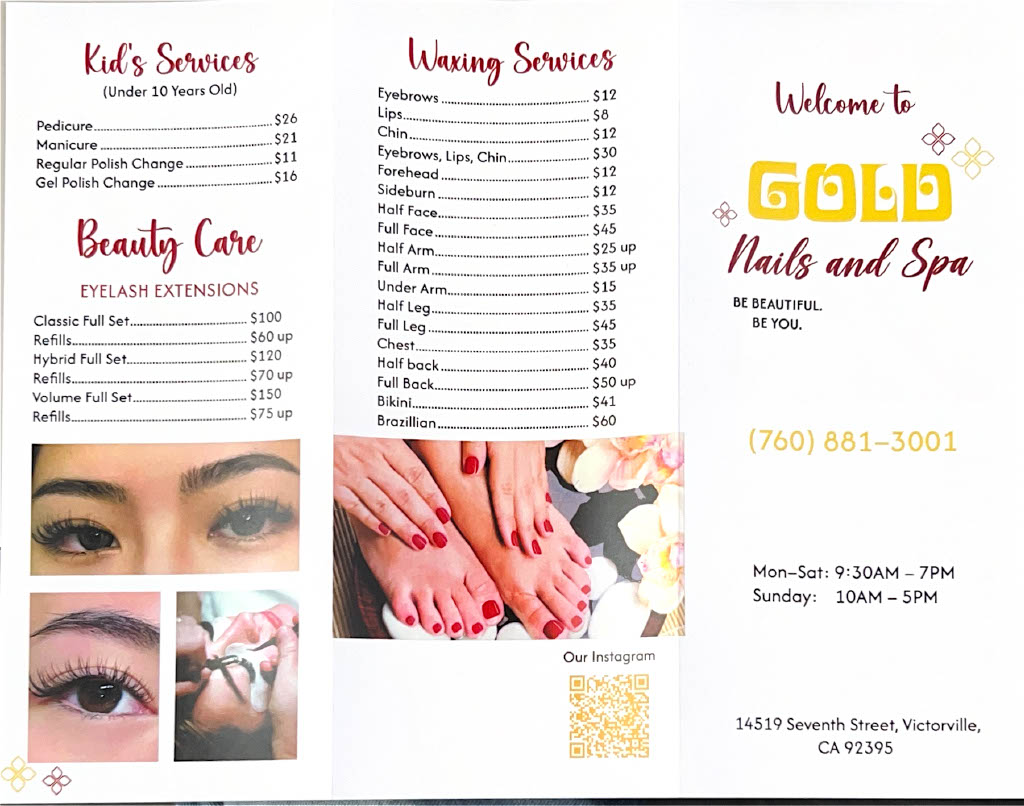 Kid's Services
(Under 10 Years Old)
Pedicure $26
Manicure $21
Regular Polish Change $11
Gel Polish Change $16
Beauty Care
EYELASH EXTENSIONS
Classic Full Set $100
Refills $60 up
Hybrid Full Set $120
Refills $70 up
Volume Full Set $150
Refills $75 up
Waxing Services
Eyebrows $12
Lips $8
Chin $12
Eyebrows, Lips, Chin $30
Forehead $12
Sideburn $12
Half Face $35
Full Face $45
Half Arm $25 up
Full Arm $35 up
Under Arm $15
Half Leg $35
Full Leg $45
Chest $35
Half back $40
Full Back $50 up
Bikini $41
Brazillian $60
Our Instagram
Welcome to
GOLD
Nails and Spa
BE BEAUTIFUL.
BE YOU.
(760) 881–3001
Mon–Sat: 9:30AM – 7PM
Sunday: 10AM – 5PM
14519 Seventh Street, Victorville,
CA 92395